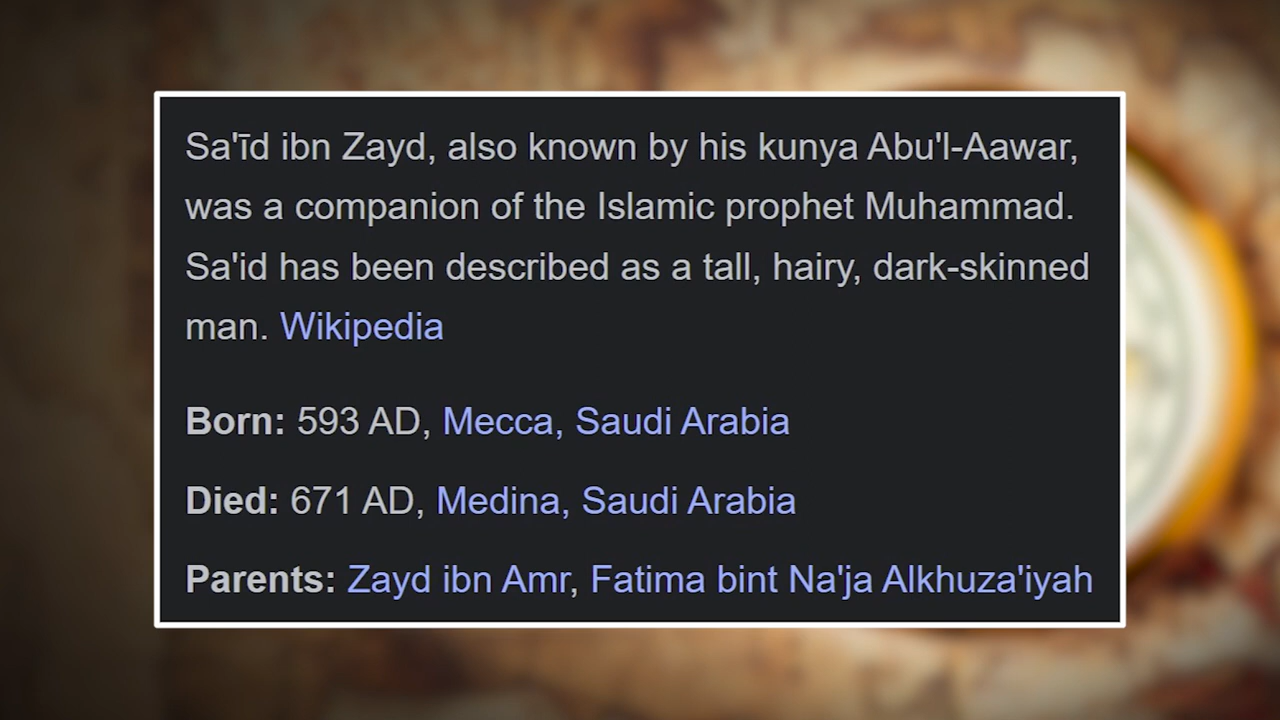 Sa'īd ibn Zayd, also known by his kunya Abu'l-Aawar,
was a companion of the Islamic prophet Muhammad.
Sa'id has been described as a tall, hairy, dark-skinned
man. Wikipedia
Born: 593 AD, Mecca, Saudi Arabia
Died: 671 AD, Medina, Saudi Arabia
Parents: Zayd ibn Amr, Fatima bint Na'ja Alkhuza'iyah